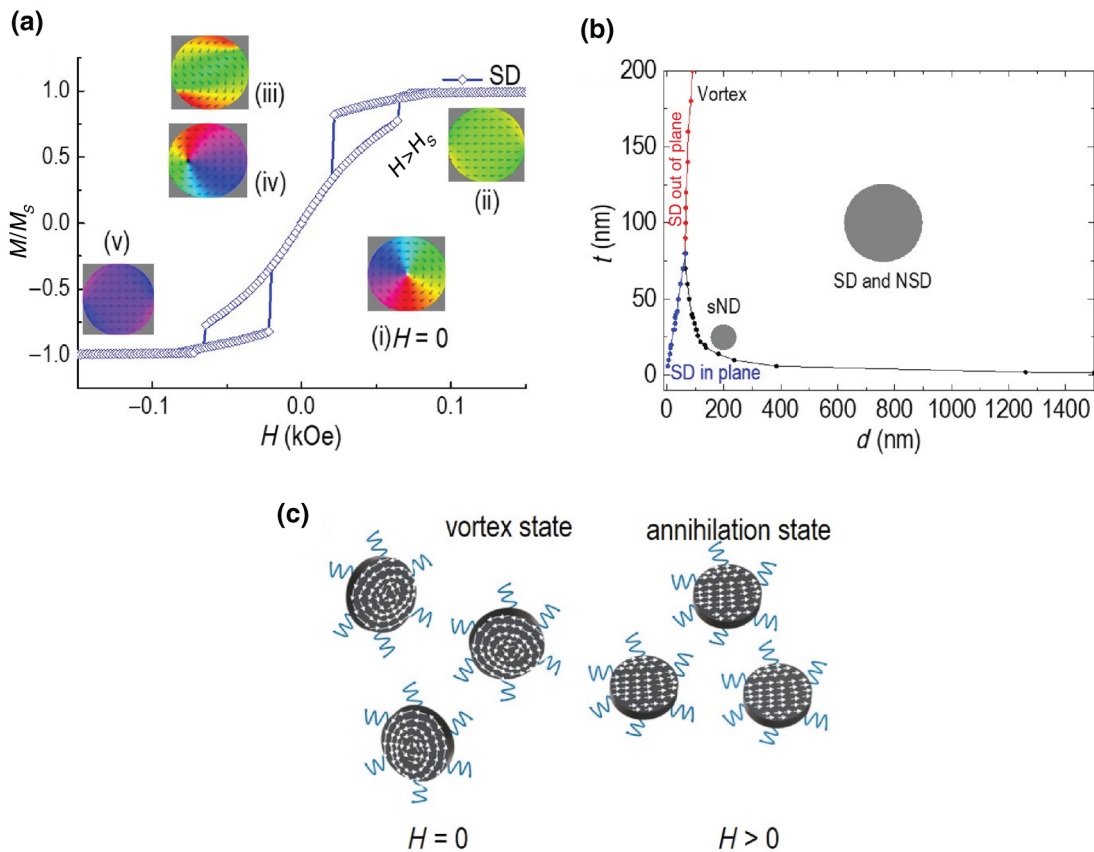 (a)
(iii)
(iv)
(v)
SD
H>Hs
(ii)
(i) H = 0
1.0
0.5
0.0
−0.5
−1.0
M/Ms
−0.1
0.0
0.1
H (kOe)
(b)
200
150
100
50
0
t (nm)
SD out of plane
Vortex
SD and NSD
sND
SD in plane
0
200
400
600
800
1000
1200
1400
d (nm)
(c)
vortex state
annihilation state
H = 0
H > 0